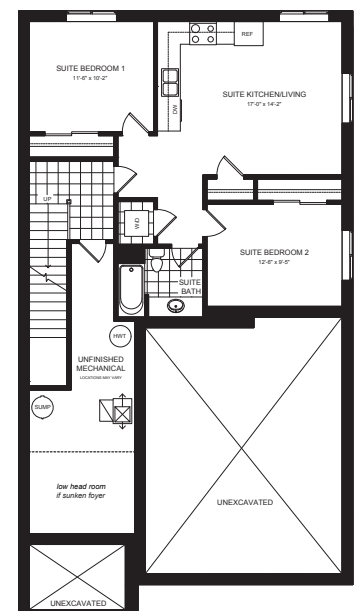 REF
SUITE BEDROOM 1
11'-6" x 10'-2"
SUITE KITCHEN/LIVING
17'-0" x 14'-2"
DW
UP
W/D
SUITE BEDROOM 2
12'-6" x 9'-5"
SUITE
BATH
HWT
UNFINISHED
MECHANICAL
LOCATIONS MAY VARY
SUMP
low head room
if sunken foyer
UNEXCAVATED
UNEXCAVATED